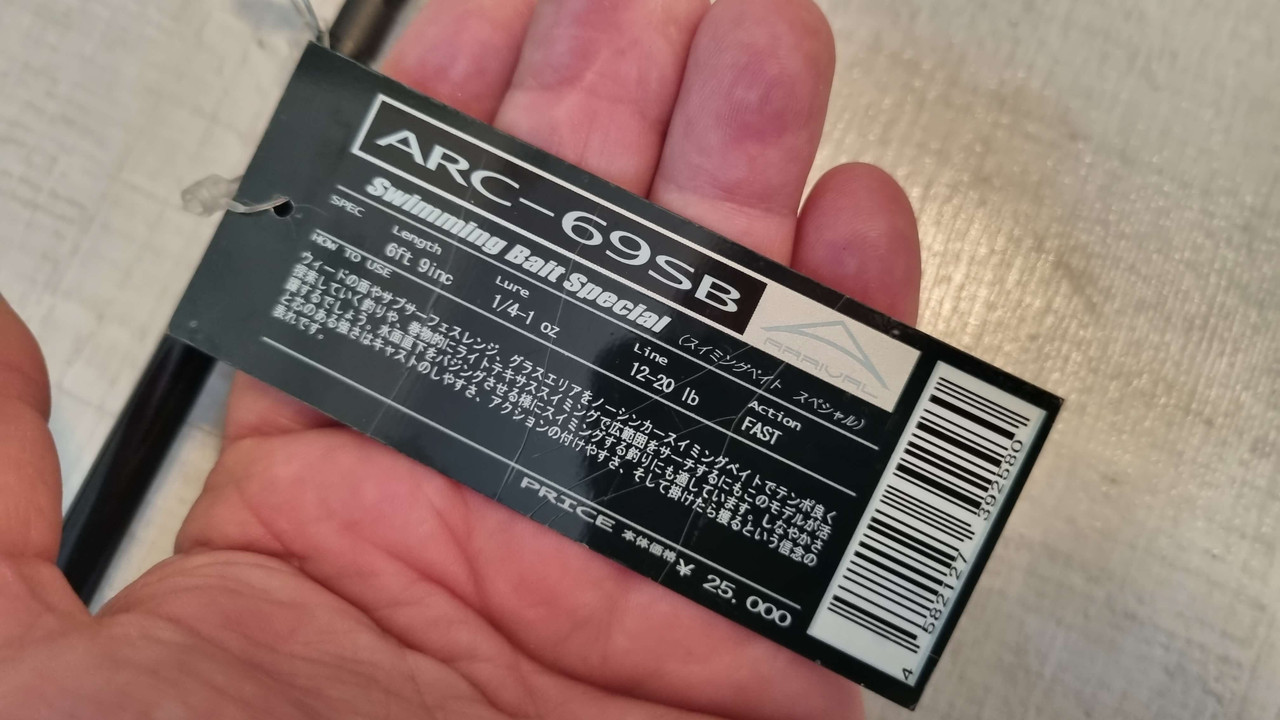 ARC-69SB
ARRIVAL
Swimming Bait Special (スイミングベイト スペシャル)
SPEC Length Lure Line Action
6ft 9inc 1/4-1 oz 12-20 lb FAST
HOW TO USE
ウィードの面やサブサーフェスレンジ、グラスエリアをノーシンカースイミングベイトでテンポ良く
探索していく釣りや、巻物的にライトテキサススイミングで広範囲をサーチするにもこのモデルが活
躍するでしょう。水面直下をバジングさせる様にスイミングする釣りにも適しています。しなやかさ
と芯のある強さはキャストのしやすさ、アクションの付けやすさ、そして掛けたら獲るという信念の
表れです。
PRICE 本体価格 ¥ 25,000
4 582127 392580